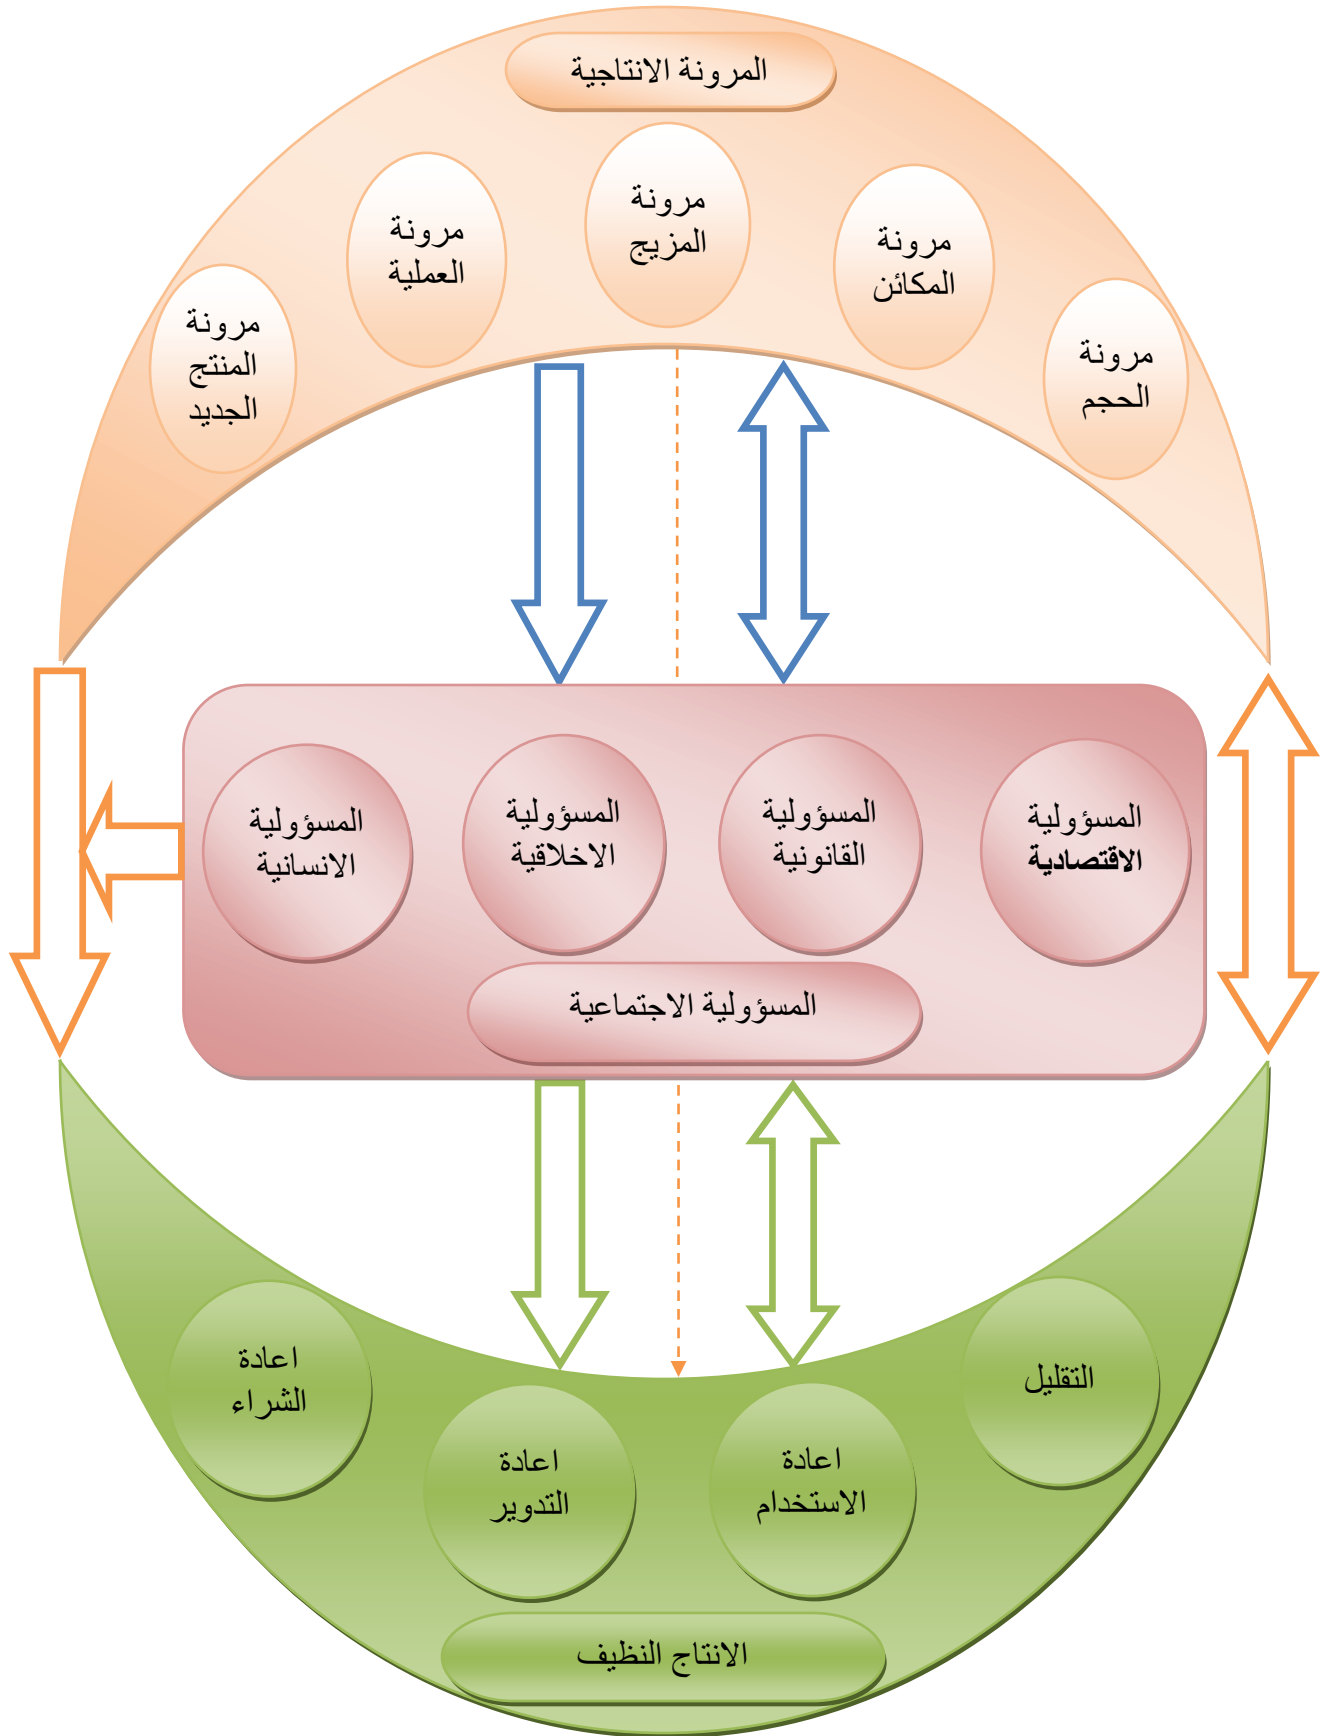 المرونة الانتاجية
مرونة
الحجم
مرونة
المكائن
مرونة
المزيج
مرونة
العملية
مرونة
المنتج
الجديد
المسؤولية
الاقتصادية
المسؤولية
القانونية
المسؤولية
الاخلاقية
المسؤولية
الانسانية
المسؤولية الاجتماعية
التقليل
اعادة
الاستخدام
اعادة
التدوير
اعادة
الشراء
الانتاج النظيف